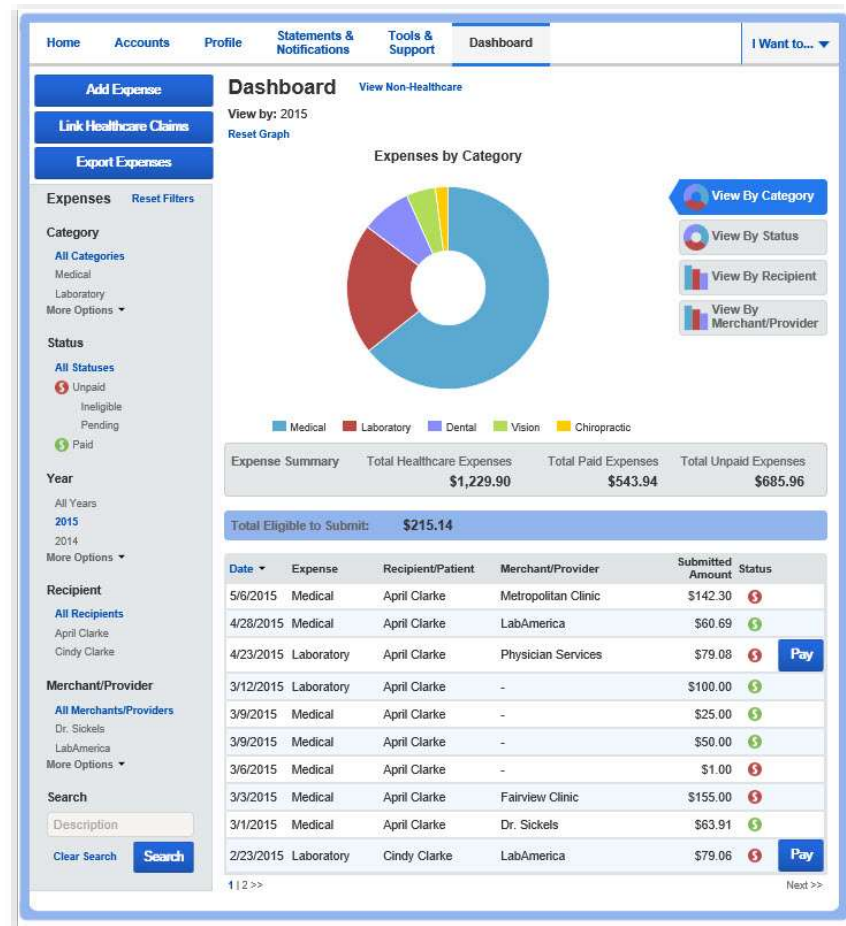 Home Accounts Profile Statements & Notifications Tools & Support Dashboard I Want to...
Add Expense
Link Healthcare Claims
Export Expenses
Expenses Reset Filters
Category
All Categories
Medical
Laboratory
More Options
Status
All Statuses
Unpaid
Ineligible
Pending
Paid
Year
All Years
2015
2014
More Options
Recipient
All Recipients
April Clarke
Cindy Clarke
Merchant/Provider
All Merchants/Providers
Dr. Sickels
LabAmerica
More Options
Search
Description
Clear Search Search
Dashboard View Non-Healthcare
View by: 2015
Reset Graph
Expenses by Category
View By Category
View By Status
View By Recipient
View By
Merchant/Provider
Medical Laboratory Dental Vision Chiropractic
Expense Summary Total Healthcare Expenses Total Paid Expenses Total Unpaid Expenses
$1,229.90 $543.94 $685.96
Total Eligible to Submit: $215.14
Date Expense Recipient/Patient Merchant/Provider Submitted Amount Status
5/6/2015 Medical April Clarke Metropolitan Clinic $142.30
4/28/2015 Medical April Clarke LabAmerica $60.69
4/23/2015 Laboratory April Clarke Physician Services $79.08 Pay
3/12/2015 Laboratory April Clarke - $100.00
3/9/2015 Medical April Clarke - $25.00
3/9/2015 Medical April Clarke - $50.00
3/6/2015 Medical April Clarke - $1.00
3/3/2015 Medical April Clarke Fairview Clinic $155.00
3/1/2015 Medical April Clarke Dr. Sickels $63.91
2/23/2015 Laboratory Cindy Clarke LabAmerica $79.06 Pay
1 | 2 >> Next >>